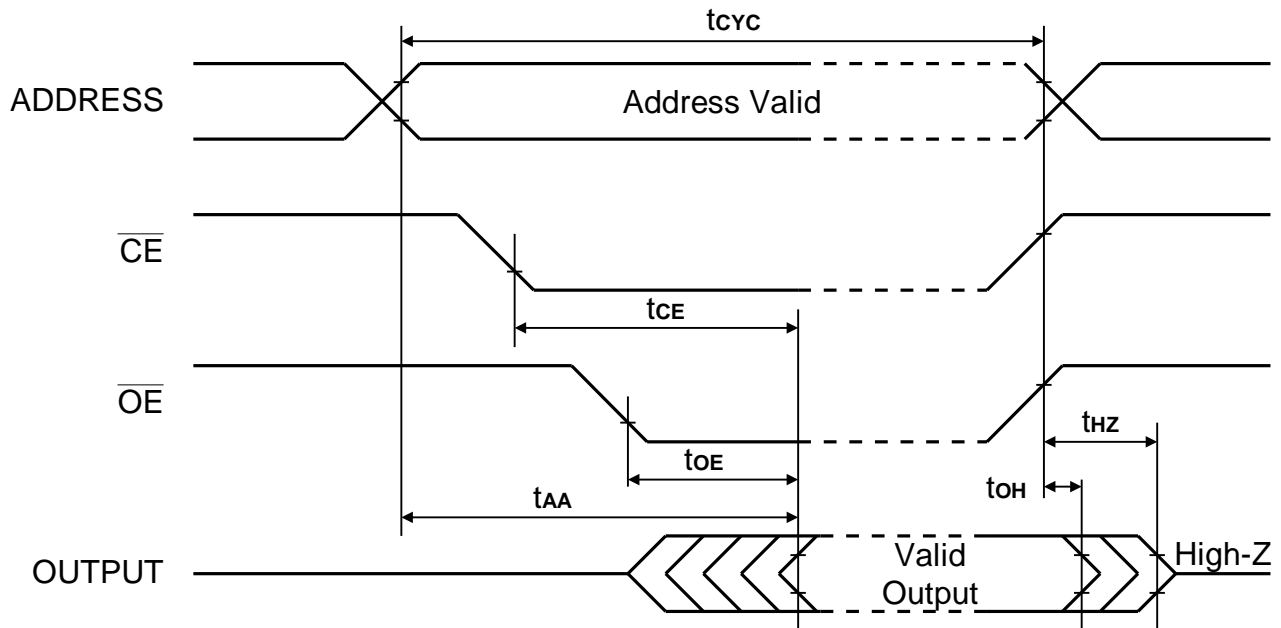 tCYC
ADDRESS
Address Valid
CE
tCE
OE
tHZ
tOE
tOH
tAA
OUTPUT
Valid
Output
High-Z